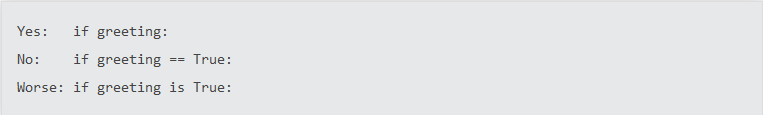 Yes:   if greeting:
No:    if greeting == True:
Worse: if greeting is True: